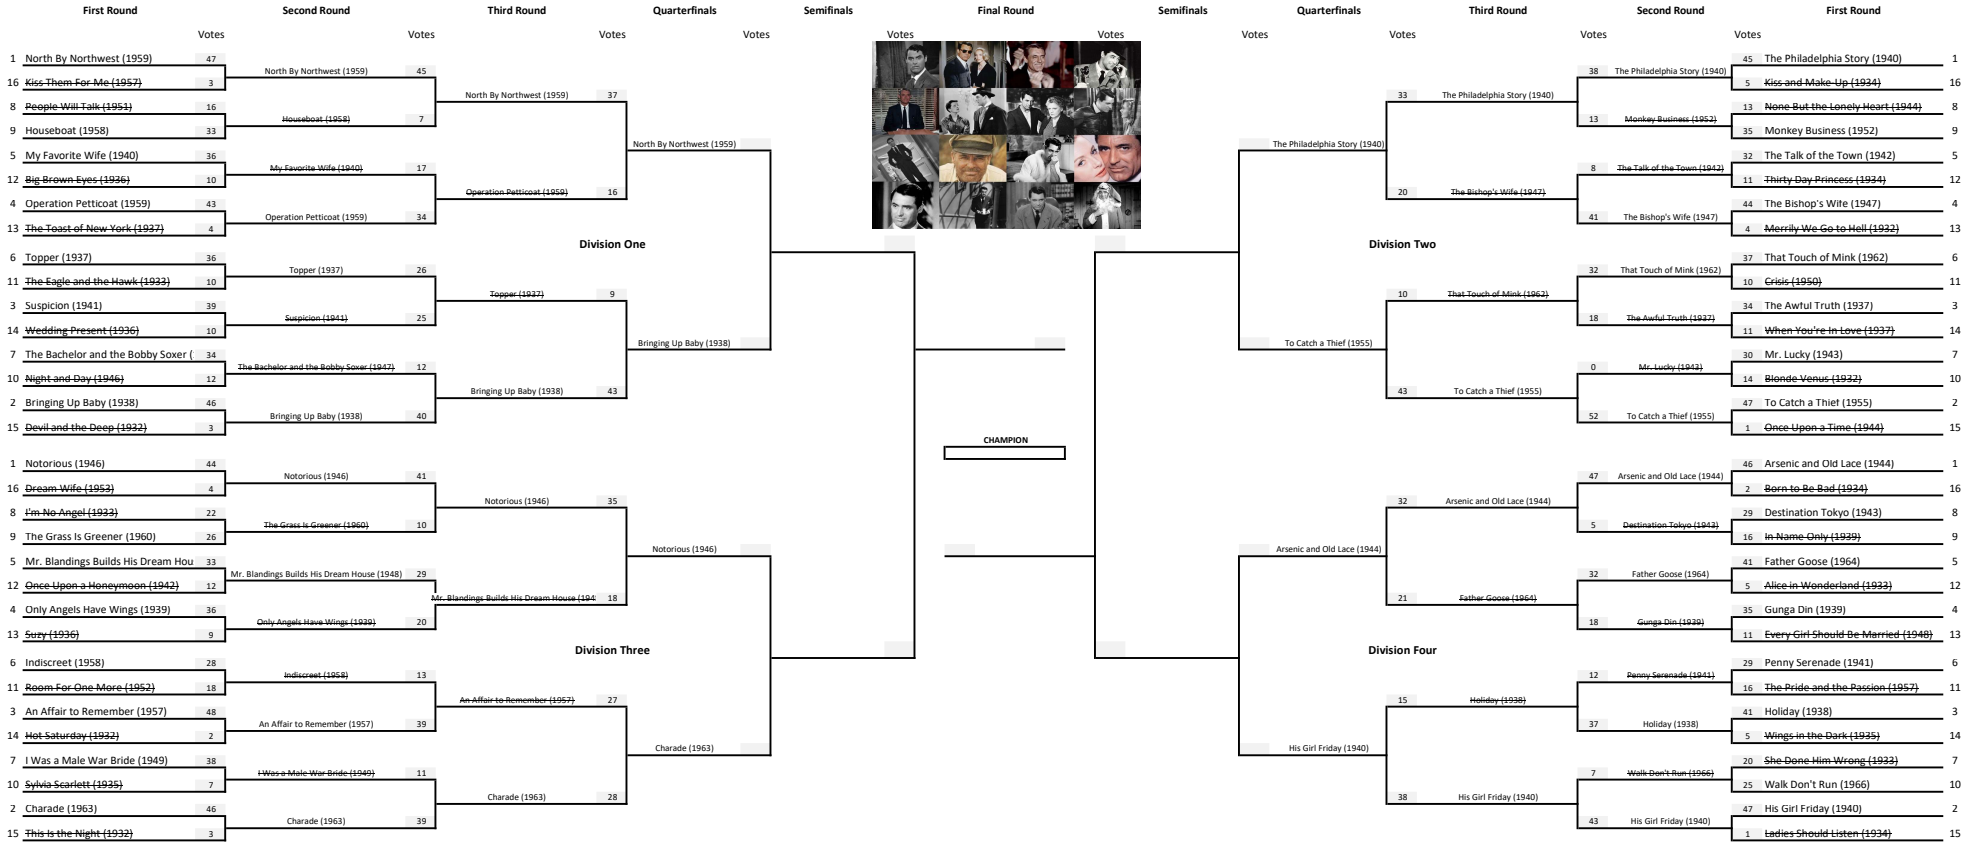 First Round Second Round Third Round Quarterfinals Semifinals Final Round Semifinals Quarterfinals Third Round Second Round First Round
Votes Votes Votes Votes Votes Votes Votes Votes Votes Votes
1 North By Northwest (1959) 47
16 Kiss Them For Me (1957) 3
8 People Will Talk (1951) 16
9 Houseboat (1958) 33
5 My Favorite Wife (1940) 36
12 Big Brown Eyes (1936) 10
4 Operation Petticoat (1959) 43
13 The Toast of New York (1937) 4
6 Topper (1937) 36
11 The Eagle and the Hawk (1933) 10
3 Suspicion (1941) 39
14 Wedding Present (1936) 10
7 The Bachelor and the Bobby Soxer ( 34
10 Night and Day (1946) 12
2 Bringing Up Baby (1938) 46
15 Devil and the Deep (1932) 3
North By Northwest (1959) 45
Houseboat (1958) 7
My Favorite Wife (1940) 17
Operation Petticoat (1959) 34
Topper (1937) 26
Suspicion (1941) 25
The Bachelor and the Bobby Soxer (1947) 12
Bringing Up Baby (1938) 40
North By Northwest (1959) 37
Operation Petticoat (1959) 16
Topper (1937) 9
Bringing Up Baby (1938) 43
North By Northwest (1959)
Division One
Bringing Up Baby (1938)
1 Notorious (1946) 44
16 Dream Wife (1953) 4
8 I'm No Angel (1933) 22
9 The Grass Is Greener (1960) 26
5 Mr. Blandings Builds His Dream Hou 33
12 Once Upon a Honeymoon (1942) 12
4 Only Angels Have Wings (1939) 36
13 Suzy (1936) 9
6 Indiscreet (1958) 28
11 Room For One More (1952) 18
3 An Affair to Remember (1957) 48
14 Hot Saturday (1932) 2
7 I Was a Male War Bride (1949) 38
10 Sylvia Scarlett (1935) 7
2 Charade (1963) 46
15 This Is the Night (1932) 3
Notorious (1946) 41
The Grass Is Greener (1960) 10
Mr. Blandings Builds His Dream House (1948) 29
Only Angels Have Wings (1939) 20
Indiscreet (1958) 13
An Affair to Remember (1957) 39
I Was a Male War Bride (1949) 11
Charade (1963) 39
Notorious (1946) 35
Mr. Blandings Builds His Dream House (194 18
An Affair to Remember (1957) 27
Charade (1963) 28
Notorious (1946)
Division Three
Charade (1963)
CHAMPION
The Philadelphia Story (1940)
Division Two
To Catch a Thief (1955)
33 The Philadelphia Story (1940)
20 The Bishop's Wife (1947)
10 That Touch of Mink (1962)
43 To Catch a Thief (1955)
38 The Philadelphia Story (1940)
13 Monkey Business (1952)
8 The Talk of the Town (1942)
41 The Bishop's Wife (1947)
32 That Touch of Mink (1962)
18 The Awful Truth (1937)
0 Mr. Lucky (1943)
52 To Catch a Thief (1955)
45 The Philadelphia Story (1940) 1
5 Kiss and Make-Up (1934) 16
13 None But the Lonely Heart (1944) 8
35 Monkey Business (1952) 9
32 The Talk of the Town (1942) 5
11 Thirty Day Princess (1934) 12
44 The Bishop's Wife (1947) 4
4 Merrily We Go to Hell (1932) 13
37 That Touch of Mink (1962) 6
10 Crisis (1950) 11
34 The Awful Truth (1937) 3
11 When You're In Love (1937) 14
30 Mr. Lucky (1943) 7
14 Blonde Venus (1932) 10
47 To Catch a Thief (1955) 2
1 Once Upon a Time (1944) 15
Arsenic and Old Lace (1944)
Division Four
His Girl Friday (1940)
32 Arsenic and Old Lace (1944)
21 Father Goose (1964)
15 Holiday (1938)
38 His Girl Friday (1940)
47 Arsenic and Old Lace (1944)
5 Destination Tokyo (1943)
32 Father Goose (1964)
18 Gunga Din (1939)
12 Penny Serenade (1941)
37 Holiday (1938)
7 Walk Don't Run (1966)
43 His Girl Friday (1940)
46 Arsenic and Old Lace (1944) 1
2 Born to Be Bad (1934) 16
29 Destination Tokyo (1943) 8
16 In Name Only (1939) 9
41 Father Goose (1964) 5
5 Alice in Wonderland (1933) 12
35 Gunga Din (1939) 4
11 Every Girl Should Be Married (1948) 13
29 Penny Serenade (1941) 6
16 The Pride and the Passion (1957) 11
41 Holiday (1938) 3
5 Wings in the Dark (1935) 14
20 She Done Him Wrong (1933) 7
25 Walk Don't Run (1966) 10
47 His Girl Friday (1940) 2
1 Ladies Should Listen (1934) 15